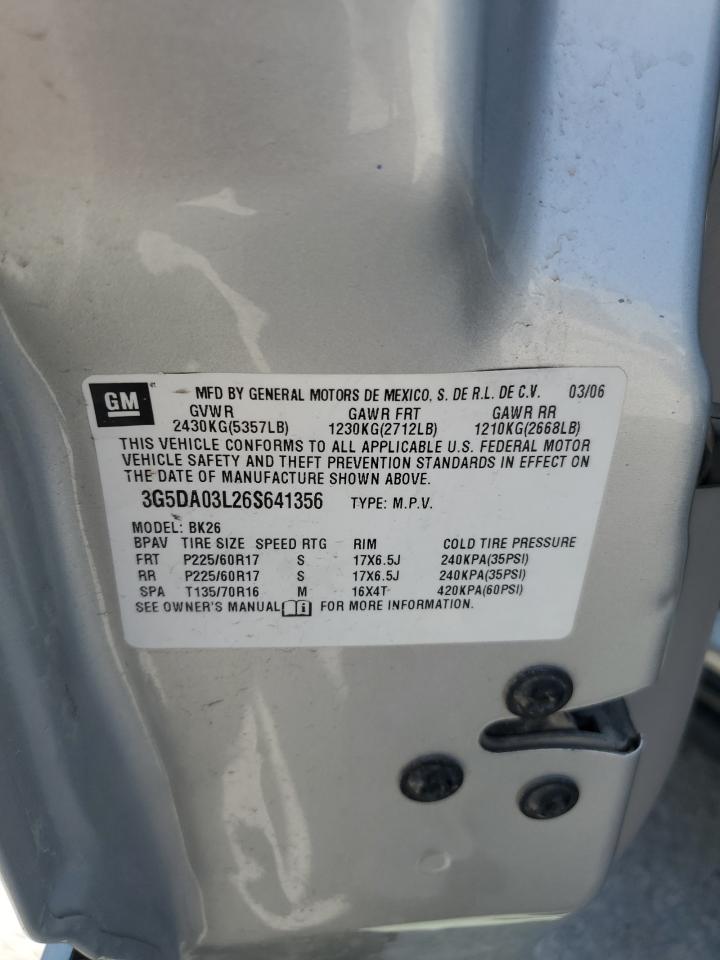 GM MFD BY GENERAL MOTORS DE MEXICO, S. DE R.L. DE C.V. 03/06
GVWR GAWR FRT GAWR RR
2430KG(5357LB) 1230KG(2712LB) 1210KG(2668LB)
THIS VEHICLE CONFORMS TO ALL APPLICABLE U.S. FEDERAL MOTOR
VEHICLE SAFETY AND THEFT PREVENTION STANDARDS IN EFFECT ON
THE DATE OF MANUFACTURE SHOWN ABOVE.
3G5DA03L26S641356 TYPE: M.P.V.
MODEL: BK26
BPAV TIRE SIZE SPEED RTG RIM COLD TIRE PRESSURE
FRT P225/60R17 S 17X6.5J 240KPA(35PSI)
RR P225/60R17 S 17X6.5J 240KPA(35PSI)
SPA T135/70R16 M 16X4T 420KPA(60PSI)
SEE OWNER'S MANUAL i FOR MORE INFORMATION.